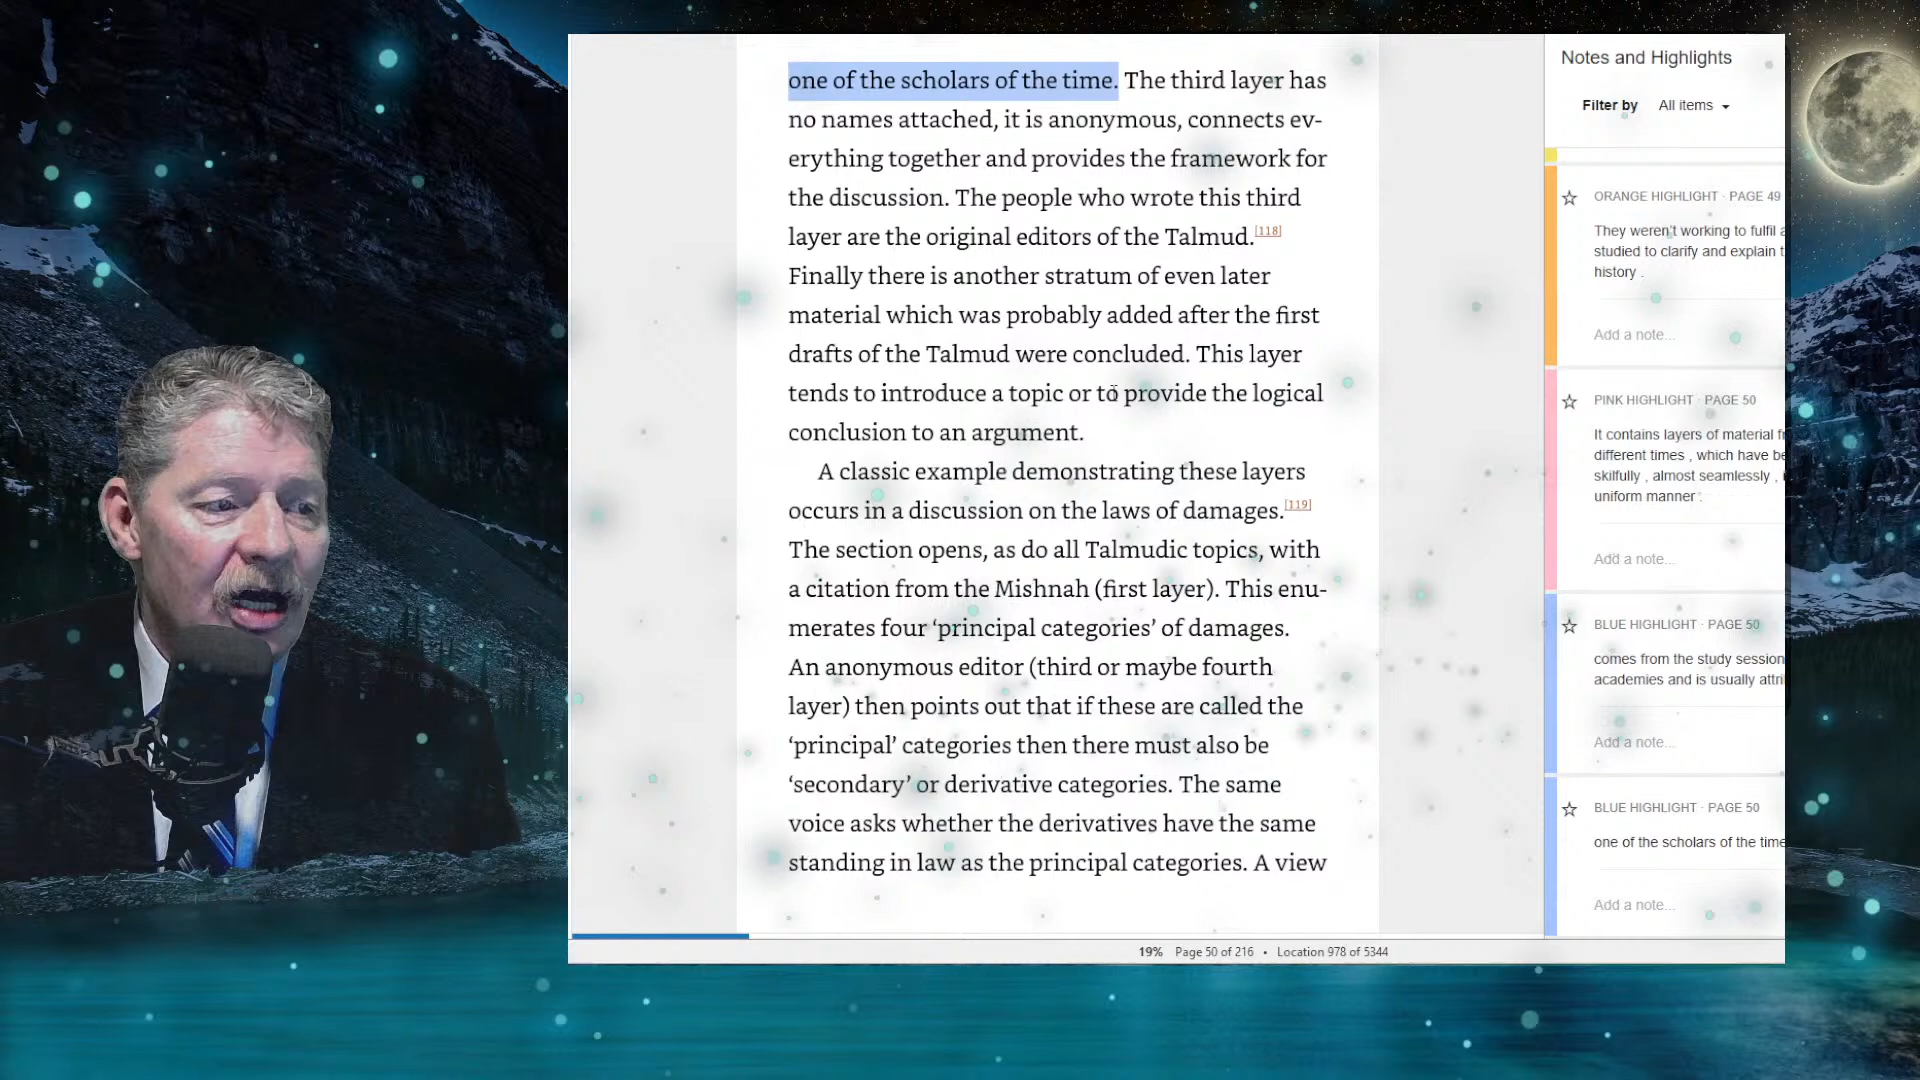 one of the scholars of the time. The third layer has
no names attached, it is anonymous, connects ev-
erything together and provides the framework for
the discussion. The people who wrote this third
layer are the original editors of the Talmud.[118]
Finally there is another stratum of even later
material which was probably added after the first
drafts of the Talmud were concluded. This layer
tends to introduce a topic or to provide the logical
conclusion to an argument.
A classic example demonstrating these layers
occurs in a discussion on the laws of damages.[119]
The section opens, as do all Talmudic topics, with
a citation from the Mishnah (first layer). This enu-
merates four ‘principal categories’ of damages.
An anonymous editor (third or maybe fourth
layer) then points out that if these are called the
‘principal’ categories then there must also be
‘secondary’ or derivative categories. The same
voice asks whether the derivatives have the same
standing in law as the principal categories. A view
19% Page 50 of 216 • Location 978 of 5344
Notes and Highlights
Filter by All items
ORANGE HIGHLIGHT · PAGE 49
They weren't working to fulfil
studied to clarify and explain
history .
Add a note...
PINK HIGHLIGHT · PAGE 50
It contains layers of material
different times , which have
skilfully , almost seamlessly ,
uniform manner .
Add a note...
BLUE HIGHLIGHT · PAGE 50
comes from the study session
academies and is usually
Add a note...
BLUE HIGHLIGHT · PAGE 50
one of the scholars of the time
Add a note...